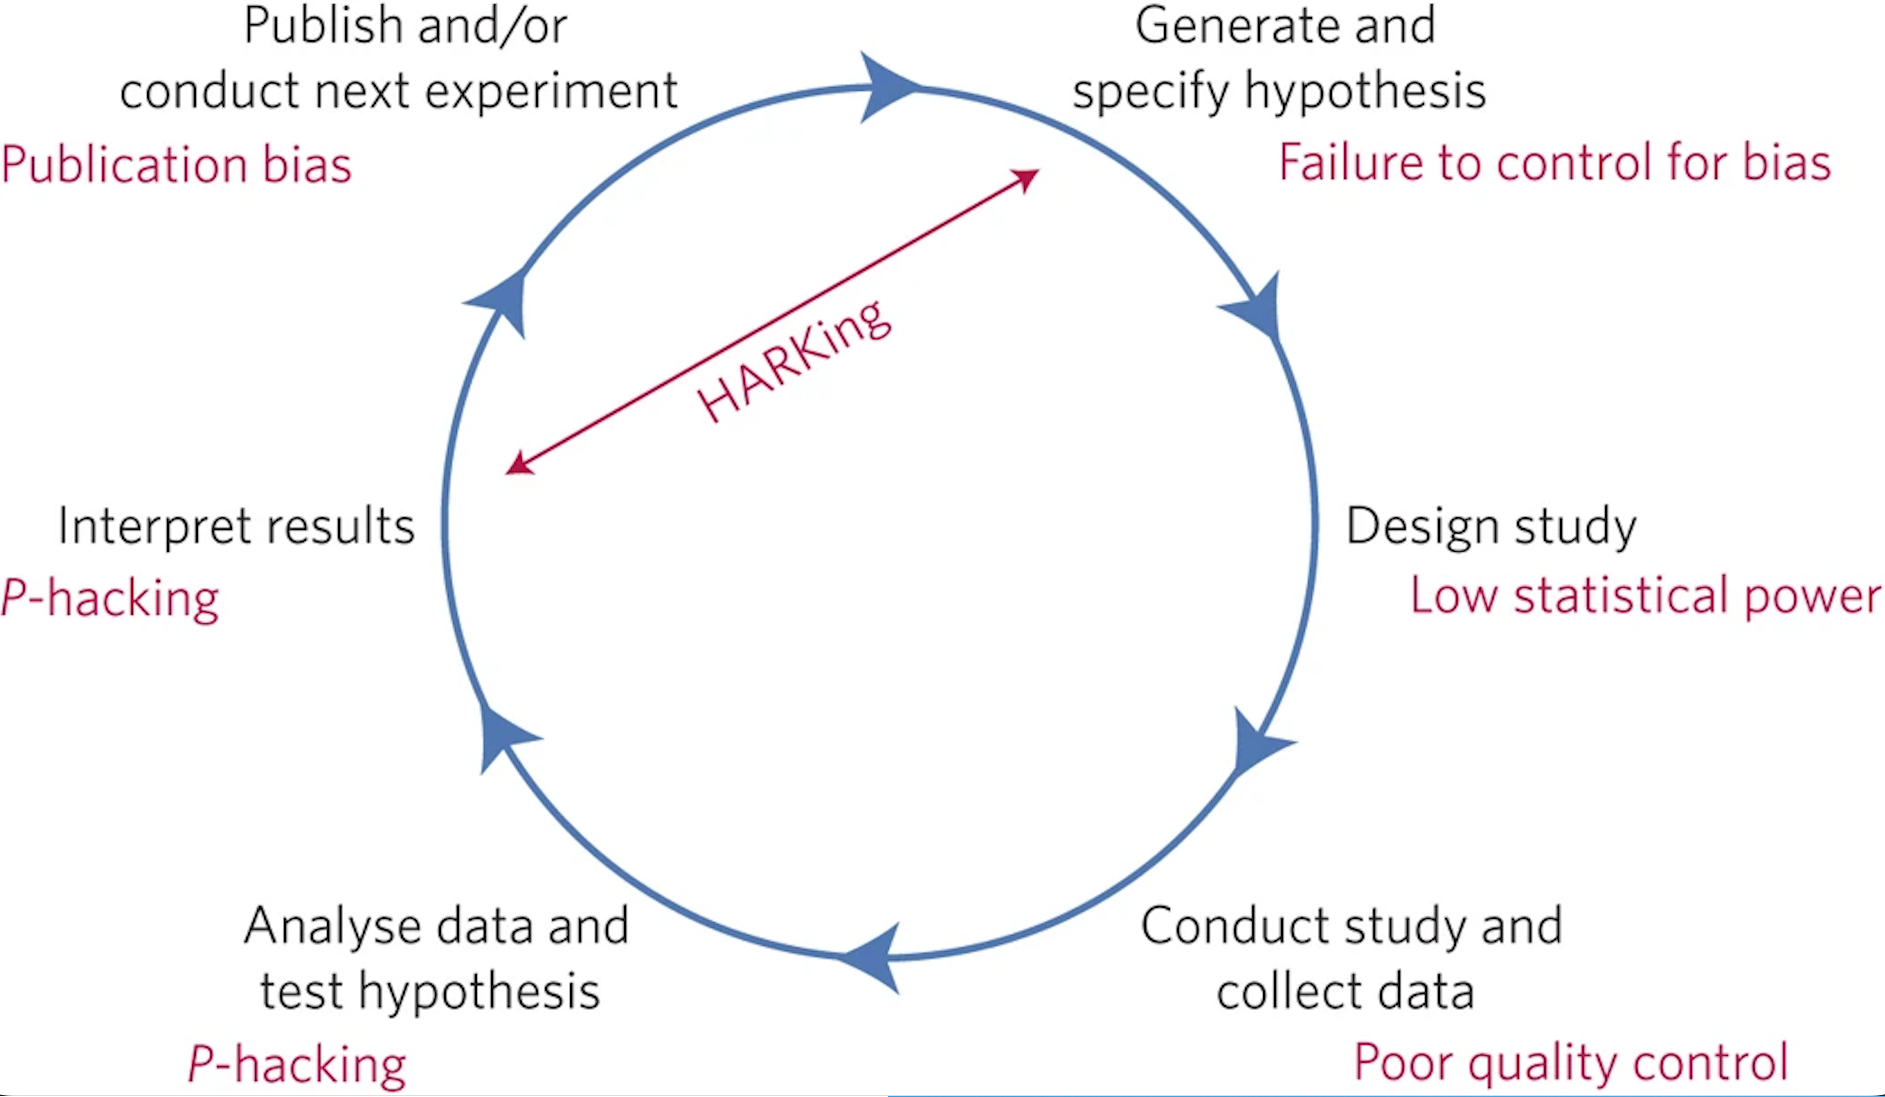 Publish and/or
conduct next experiment
Publication bias
Generate and
specify hypothesis
Failure to control for bias
HARKing
Interpret results
P-hacking
Design study
Low statistical power
Analyse data and
test hypothesis
P-hacking
Conduct study and
collect data
Poor quality control